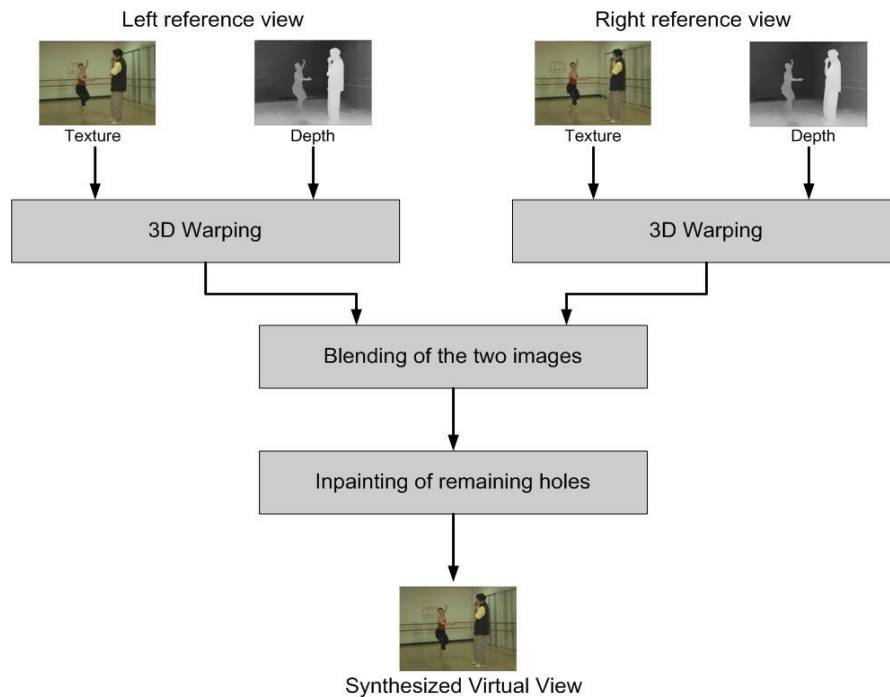 Left reference view
Right reference view
Texture
Depth
Texture
Depth
3D Warping
3D Warping
Blending of the two images
Inpainting of remaining holes
Synthesized Virtual View